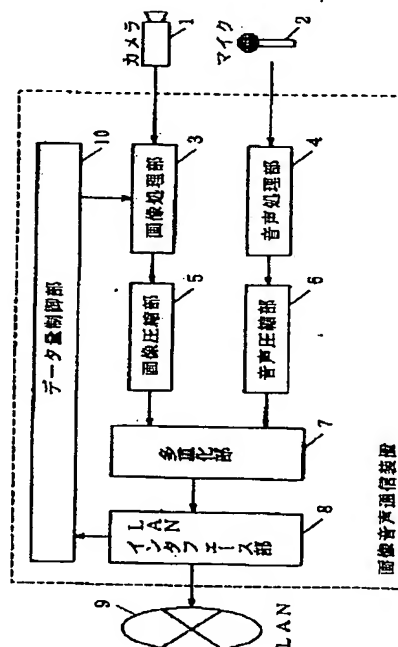 カメラ
1
マイク
2
10
データ量制御部
画像処理部
3
音声処理部
4
画像圧縮部
5
音声圧縮部
6
多重化部
7
LAN
インタフェース部
8
9
LAN
画像音声通信装置